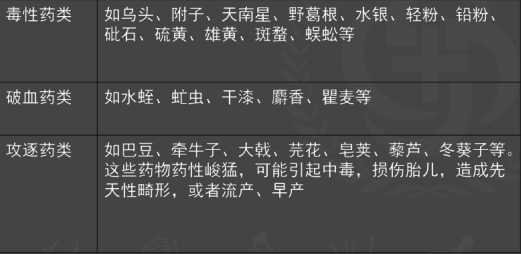 毒性药类
如乌头、附子、天南星、野葛根、水银、轻粉、铅粉、
砒石、硫黄、雄黄、斑蝥、蜈蚣等
破血药类
如水蛭、虻虫、干漆、麝香、瞿麦等
攻逐药类
如巴豆、牵牛子、大戟、芫花、皂荚、藜芦、冬葵子等。
这些药物药性峻猛，可能引起中毒，损伤胎儿，造成先
天性畸形，或者流产、早产